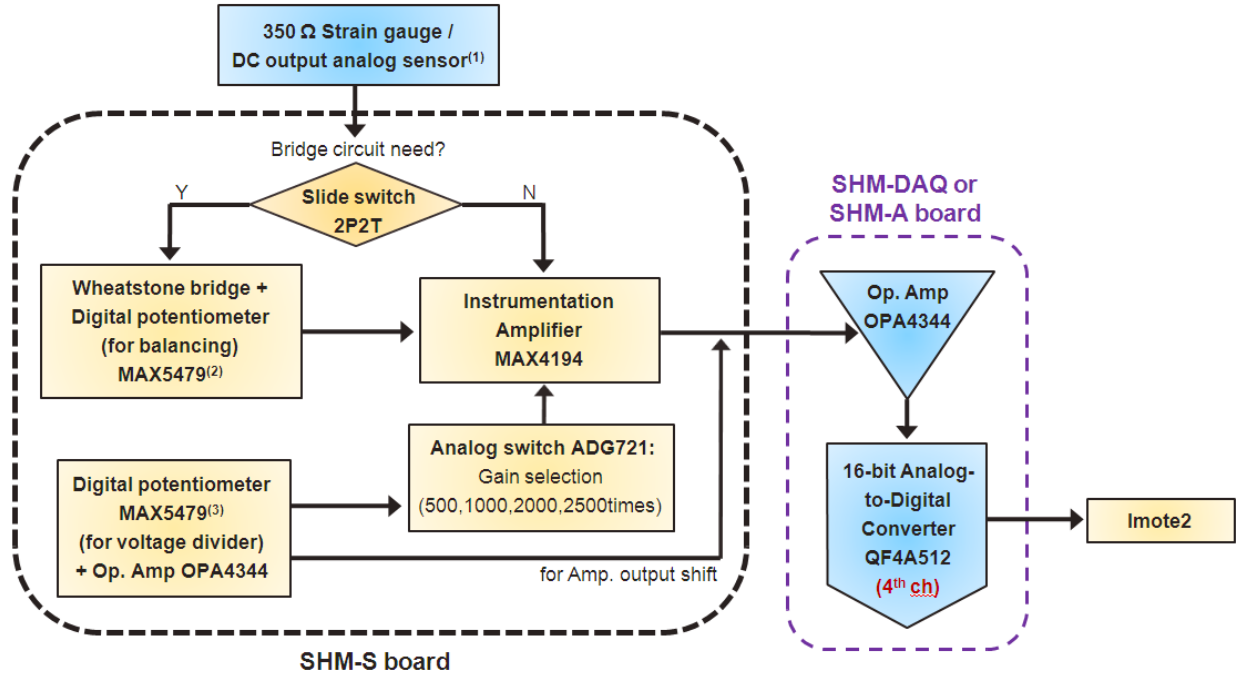 350 Ω Strain gauge /
DC output analog sensor(1)
Bridge circuit need?
Y
N
Slide switch
2P2T
SHM-DAQ or
SHM-A board
Wheatstone bridge +
Digital potentiometer
(for balancing)
MAX5479(2)
Instrumentation
Amplifier
MAX4194
Op. Amp
OPA4344
Digital potentiometer
MAX5479(3)
(for voltage divider)
+ Op. Amp OPA4344
Analog switch ADG721:
Gain selection
(500,1000,2000,2500times)
for Amp. output shift
16-bit Analog-
to-Digital
Converter
QF4A512
(4th ch)
Imote2
SHM-S board